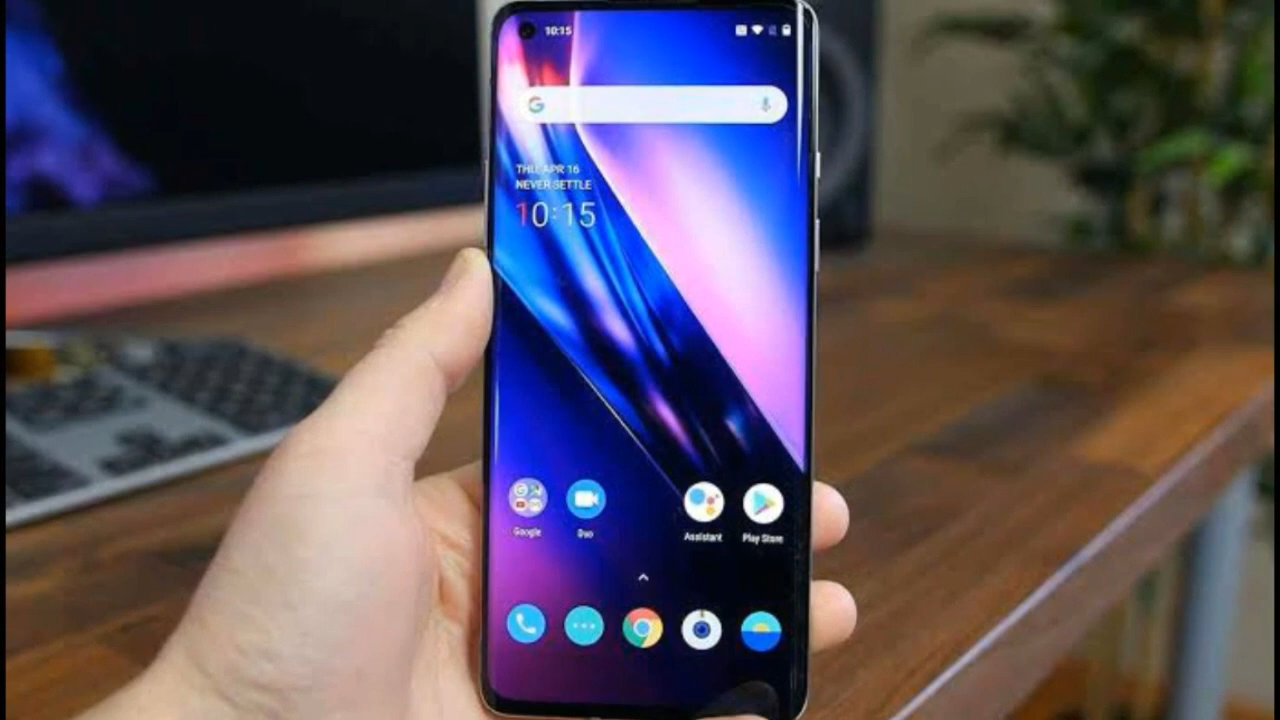 10:15
THU, APR 16
NEVER SETTLE
10:15
Google
Duo
Assistant
Play Store